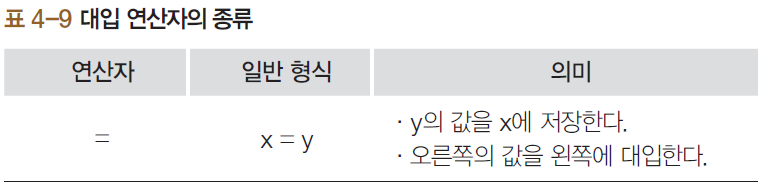 표 4-9 대입 연산자의 종류
연산자 일반 형식 의미
= x = y
· y의 값을 x에 저장한다.
· 오른쪽의 값을 왼쪽에 대입한다.